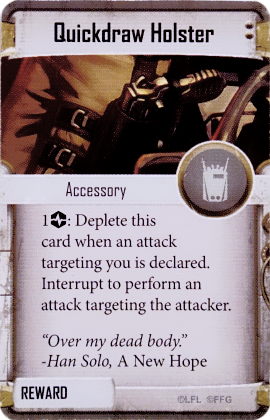 Quickdraw Holster
Accessory
1: Deplete this
card when an attack
targeting you is declared.
Interrupt to perform an
attack targeting the attacker.
“Over my dead body.”
-Han Solo, A New Hope
REWARD
©LFL ©FFG